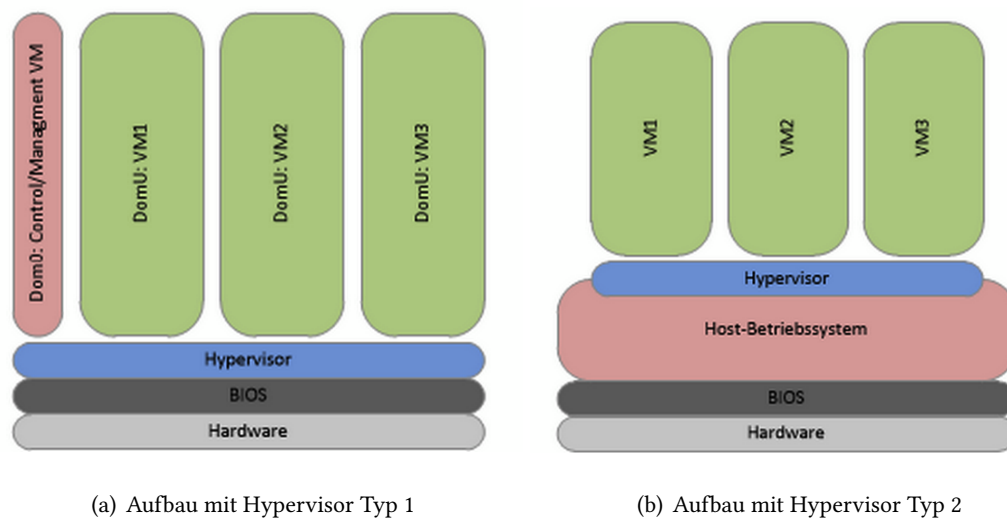 Dom0: Control/Managment VM
DomU: VM1
DomU: VM2
DomU: VM3
Hypervisor
BIOS
Hardware
(a) Aufbau mit Hypervisor Typ 1
VM1
VM2
VM3
Hypervisor
Host-Betriebssystem
BIOS
Hardware
(b) Aufbau mit Hypervisor Typ 2